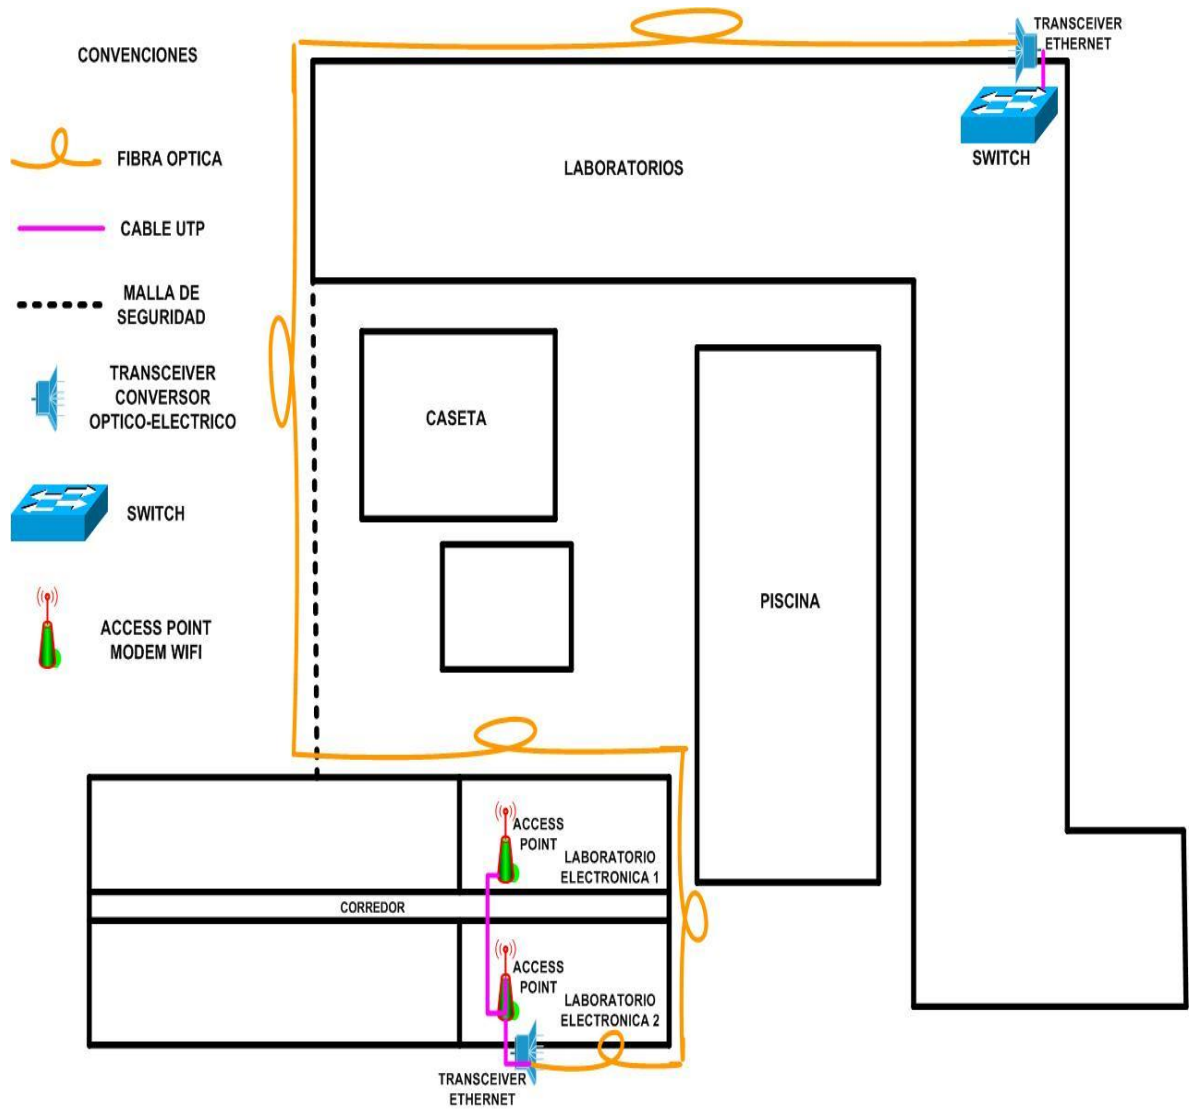 CONVENCIONES
FIBRA OPTICA
CABLE UTP
MALLA DE
SEGURIDAD
TRANSCEIVER
CONVERSOR
OPTICO-ELECTRICO
SWITCH
ACCESS POINT
MODEM WIFI
TRANSCEIVER
ETHERNET
SWITCH
LABORATORIOS
CASETA
PISCINA
ACCESS
POINT
LABORATORIO
ELECTRONICA 1
CORREDOR
ACCESS
POINT
LABORATORIO
ELECTRONICA 2
TRANSCEIVER
ETHERNET